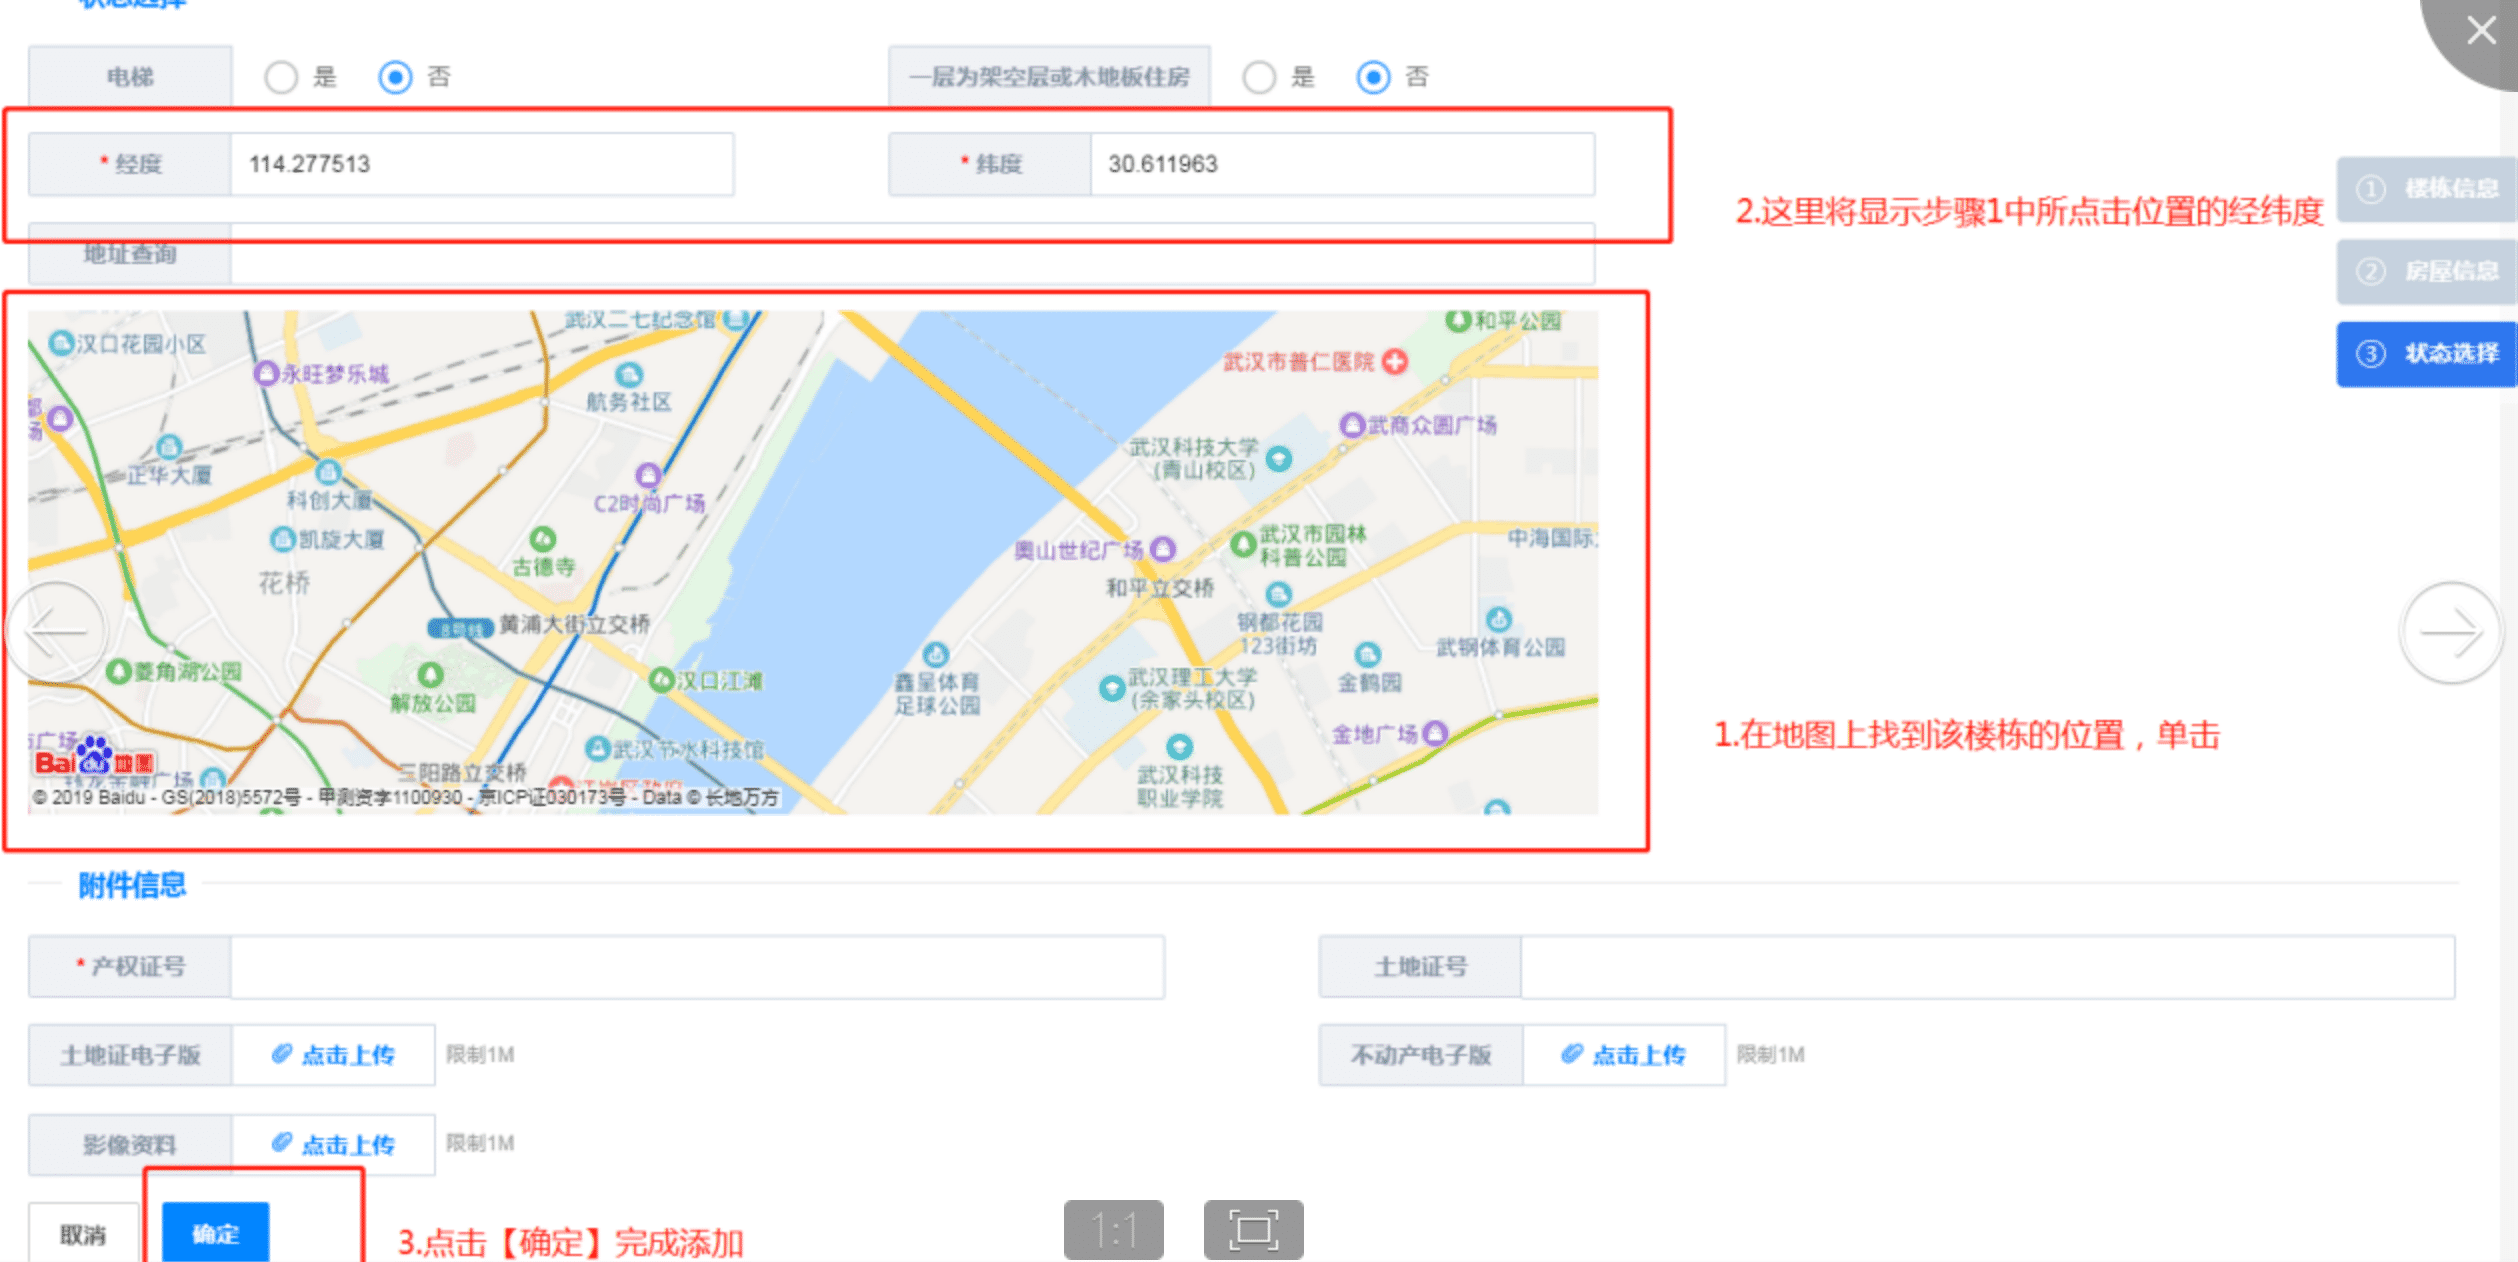 状态选择
电梯 是 否 一层为架空层或木地板住房 是 否
* 经度 114.277513 * 纬度 30.611963
① 楼栋信息
2.这里将显示步骤1中所点击位置的经纬度
地址查询
② 房屋信息
③ 状态选择
武汉二七纪念馆
和平公园
汉口花园小区
武汉市普仁医院
永旺梦乐城
航务社区
武商众圆广场
武汉科技大学
(青山校区)
正华大厦
科创大厦
C2时尚广场
凯旋大厦
武汉市园林
科普公园
中海国际
奥山世纪广场
古德寺
花桥
和平立交桥
黄浦大街立交桥
钢都花园
123街坊
武钢体育公园
菱角湖公园
汉口江滩
鑫呈体育
足球公园
武汉理工大学
(余家头校区)
金鹤园
解放公园
金地广场
1.在地图上找到该楼栋的位置，单击
武汉节水科技馆
Bai du 地图
三阳路立交桥
武汉科技
职业学院
© 2019 Baidu - GS(2018)5572号 - 甲测资字1100930 - 京ICP证030173号 - Data © 长地万方
附件信息
* 产权证号 土地证号
土地证电子版 点击上传 限制1M 不动产电子版 点击上传 限制1M
影像资料 点击上传 限制1M
取消 确定
3.点击【确定】完成添加
1:1